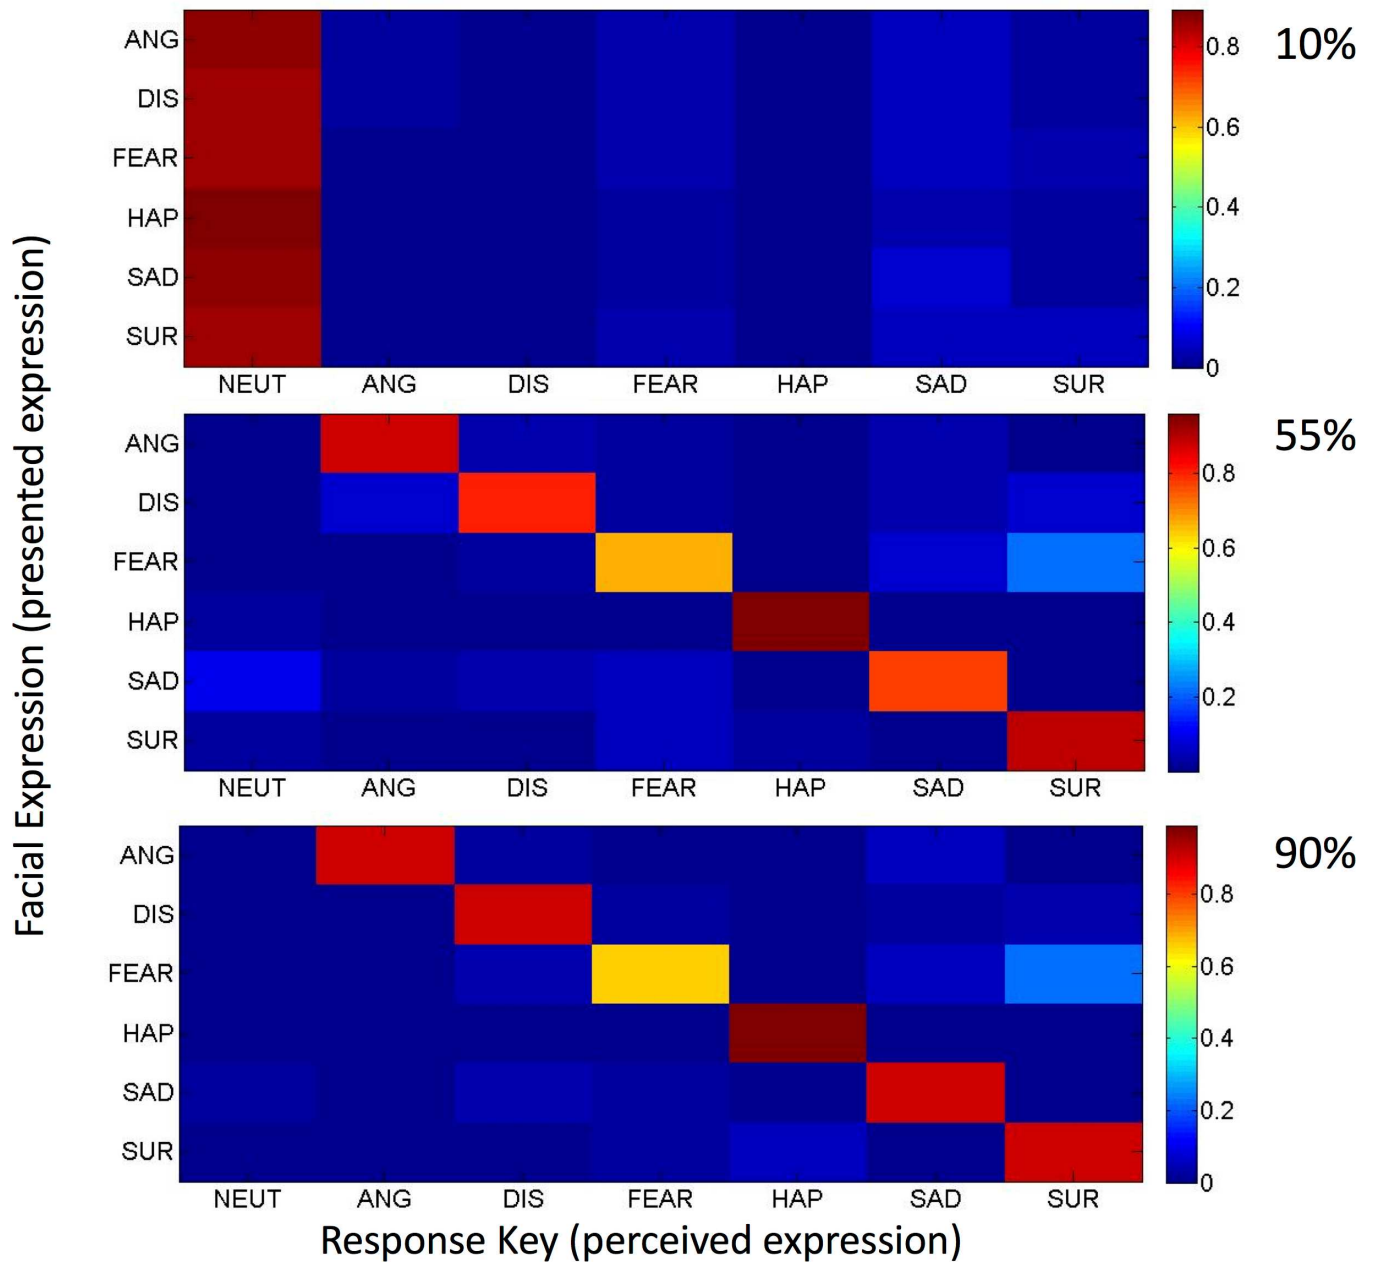 Facial Expression (presented expression)
ANG
DIS
FEAR
HAP
SAD
SUR
NEUT ANG DIS FEAR HAP SAD SUR
0.8
0.6
0.4
0.2
0
10%
ANG
DIS
FEAR
HAP
SAD
SUR
NEUT ANG DIS FEAR HAP SAD SUR
0.8
0.6
0.4
0.2
55%
ANG
DIS
FEAR
HAP
SAD
SUR
NEUT ANG DIS FEAR HAP SAD SUR
0.8
0.6
0.4
0.2
0
90%
Response Key (perceived expression)